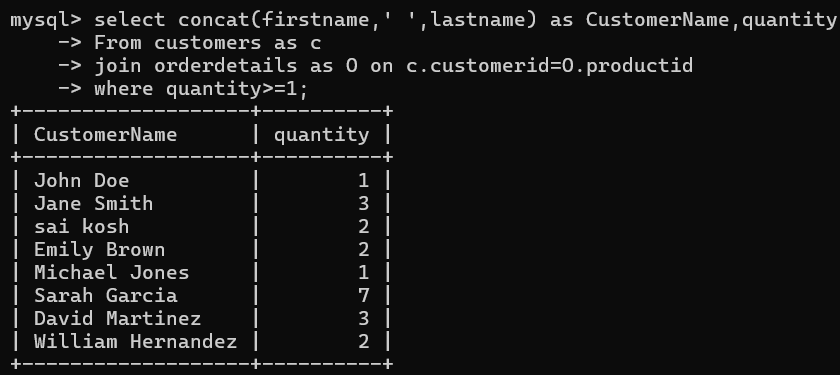 mysql> select concat(firstname,' ',lastname) as CustomerName,quantity
    -> From customers as c
    -> join orderdetails as O on c.customerid=O.productid
    -> where quantity>=1;
+-------------------+----------+
| CustomerName      | quantity |
+-------------------+----------+
| John Doe          |        1 |
| Jane Smith        |        3 |
| sai kosh          |        2 |
| Emily Brown       |        2 |
| Michael Jones     |        1 |
| Sarah Garcia      |        7 |
| David Martinez    |        3 |
| William Hernandez |        2 |
+-------------------+----------+